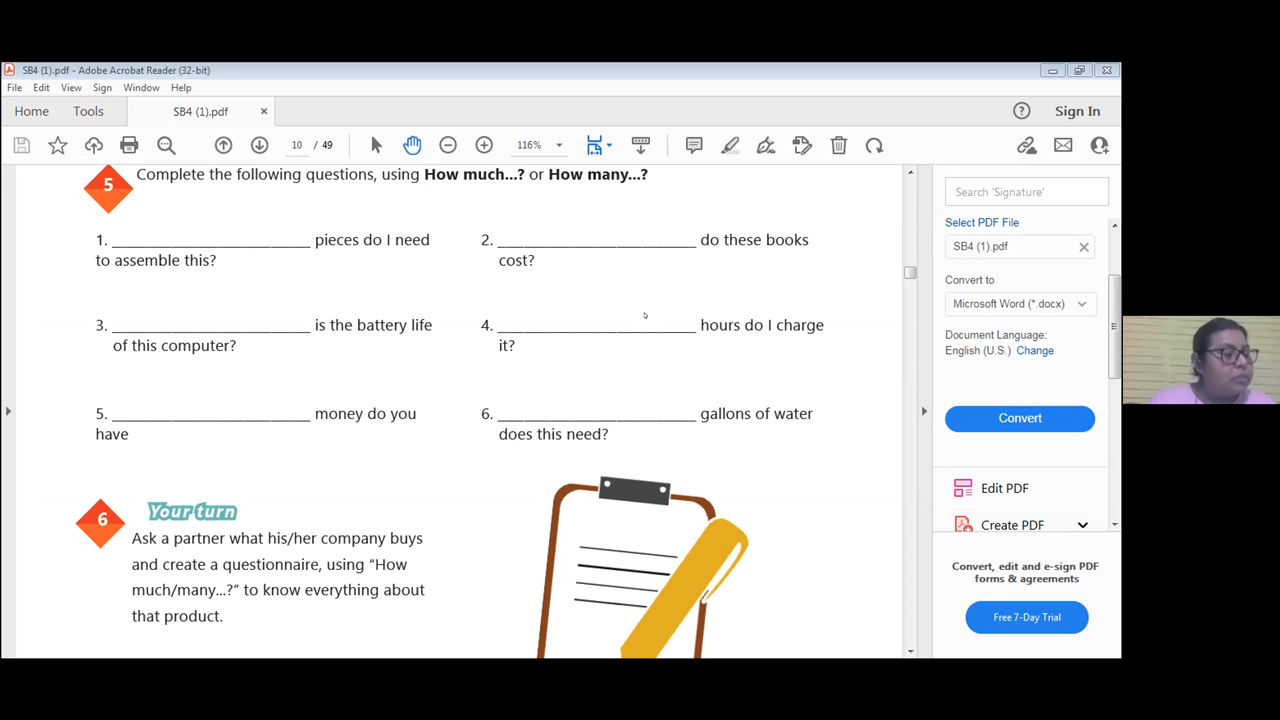 SB4 (1).pdf - Adobe Acrobat Reader (32-bit)
File Edit View Sign Window Help
Home Tools SB4 (1).pdf × ? Sign In
10 / 49 116%
5 Complete the following questions, using How much...? or How many...?
1. ______________________ pieces do I need
to assemble this?
2. ______________________ do these books
cost?
3. ______________________ is the battery life
of this computer?
4. ______________________ hours do I charge
it?
5. ______________________ money do you
have
6. ______________________ gallons of water
does this need?
6 Your turn
Ask a partner what his/her company buys
and create a questionnaire, using “How
much/many...?” to know everything about
that product.
Search 'Signature'
Select PDF File
SB4 (1).pdf
Convert to
Microsoft Word (*.docx)
Document Language:
English (U.S.) Change
Convert
Edit PDF
Create PDF
Convert, edit and e-sign PDF
forms & agreements
Free 7-Day Trial